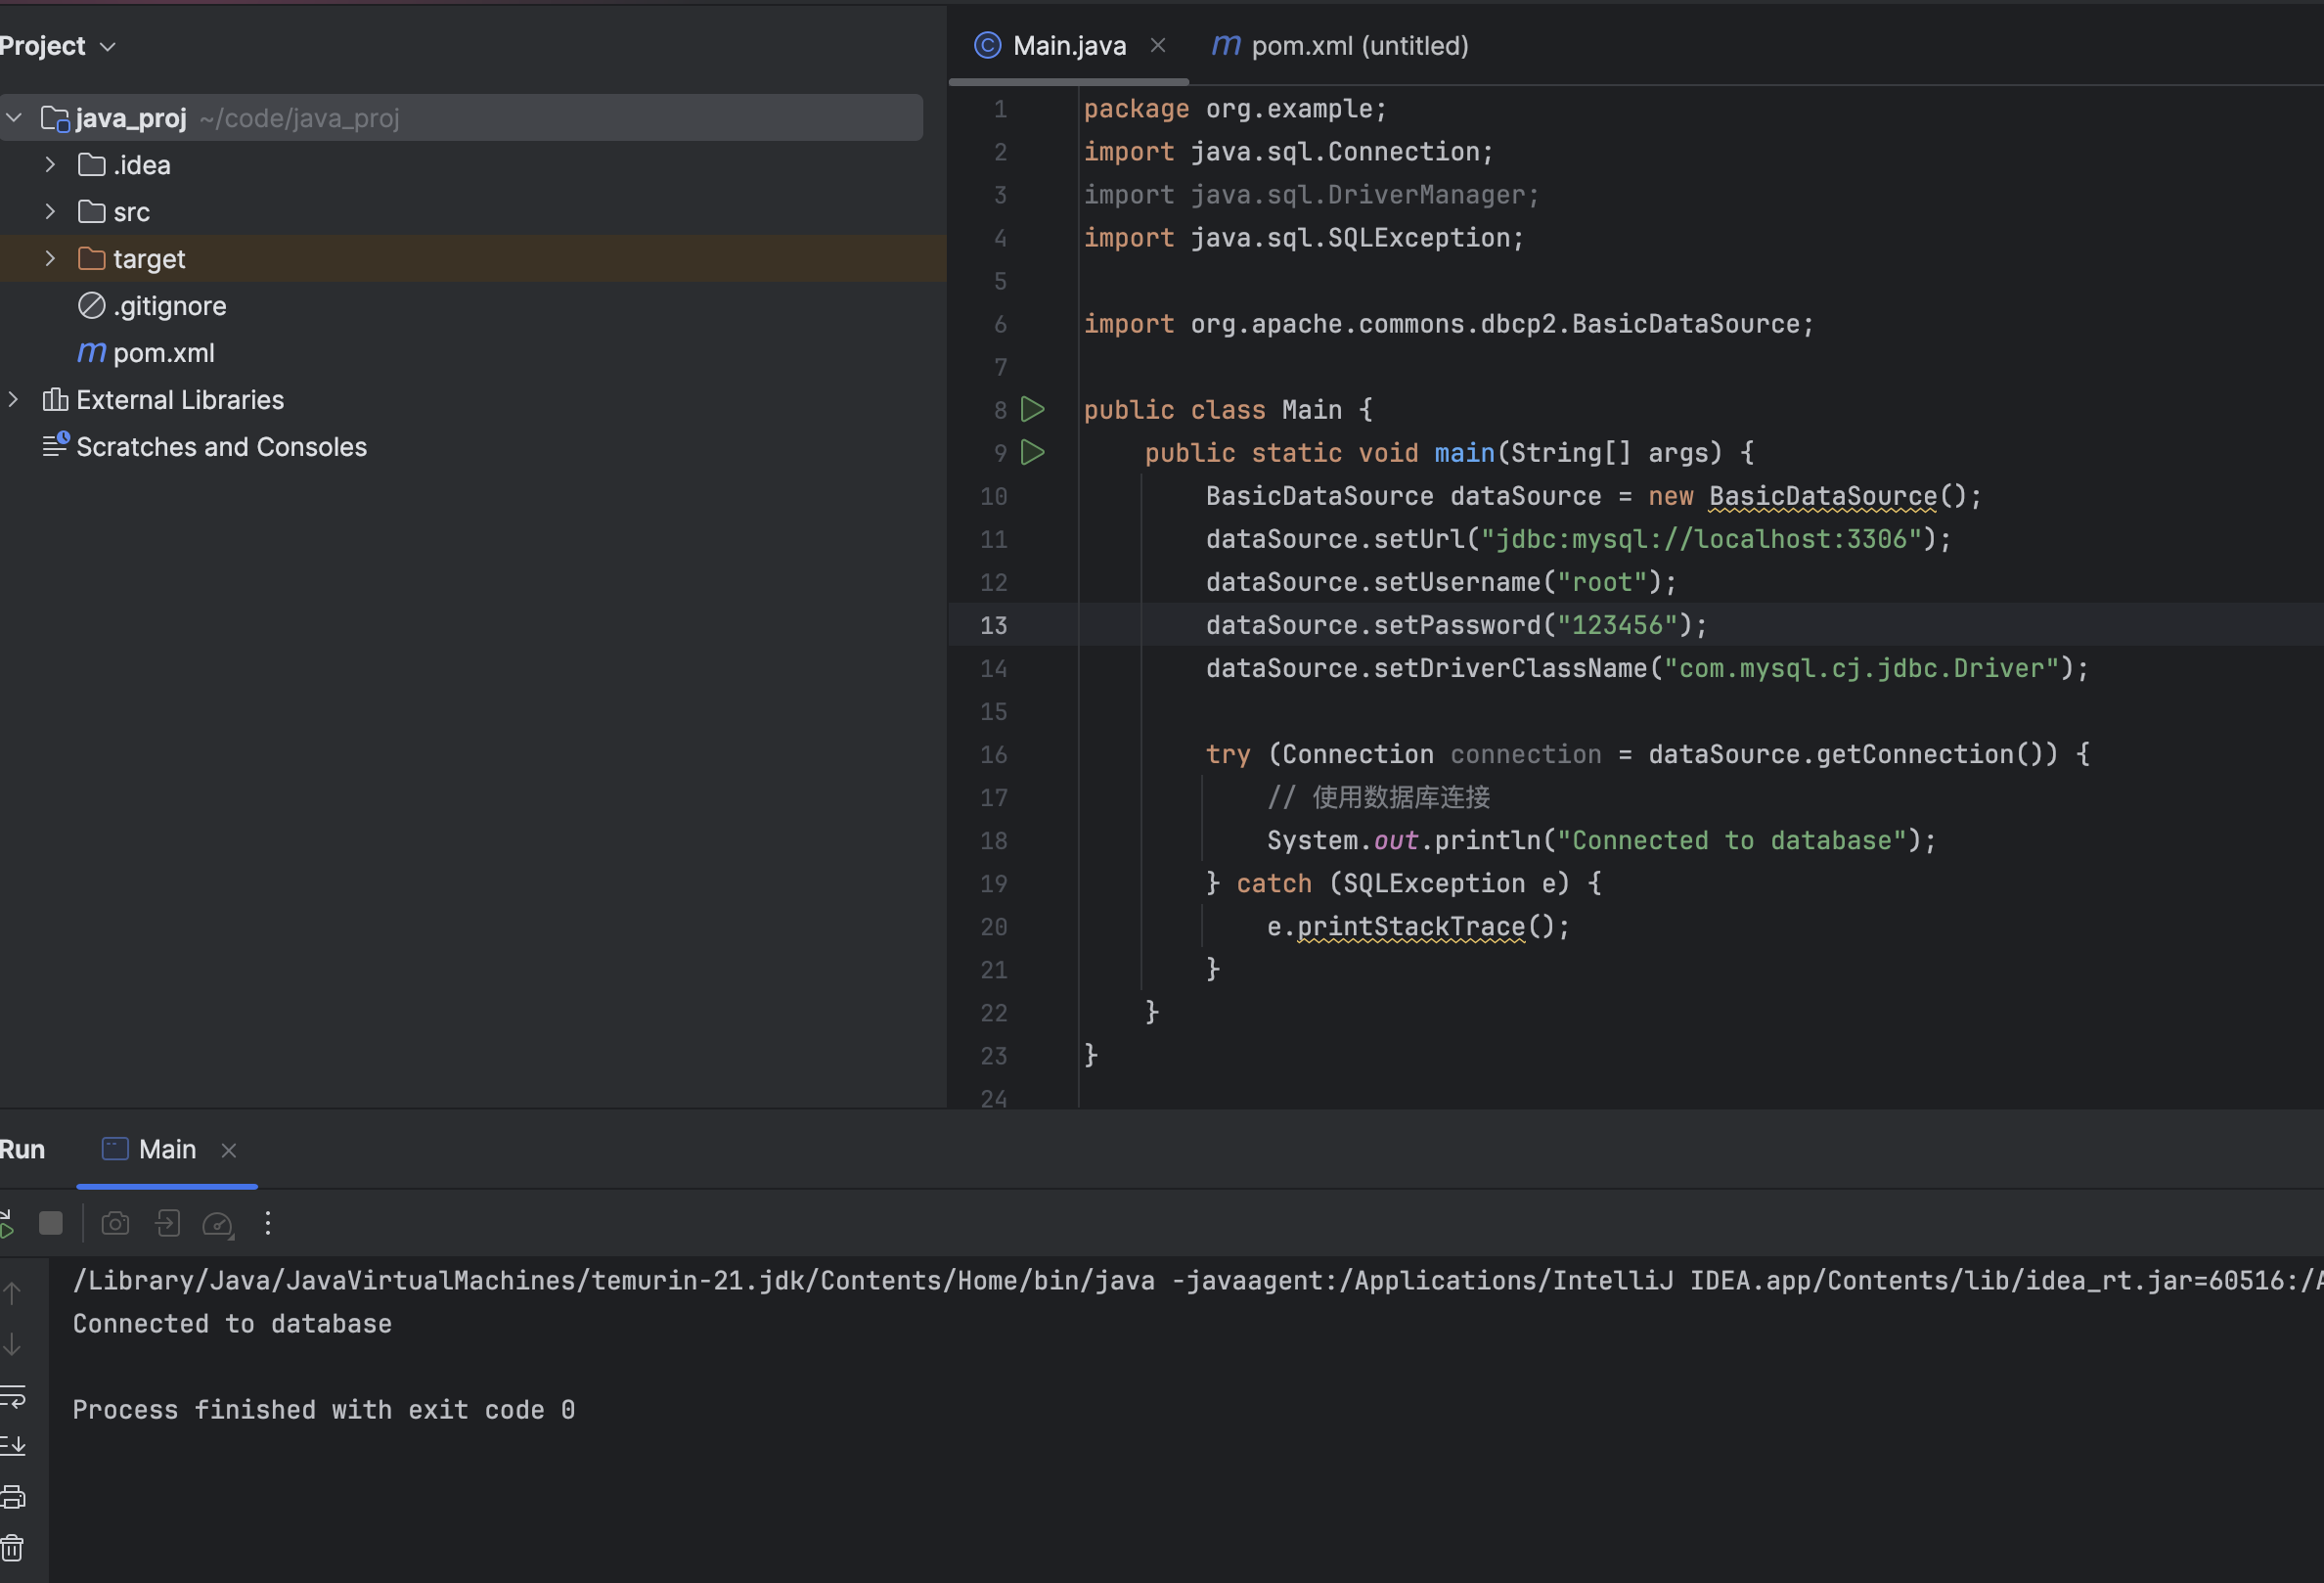 Project
java_proj ~/code/java_proj
.idea
src
target
.gitignore
pom.xml
External Libraries
Scratches and Consoles
Main.java
pom.xml (untitled)
1 package org.example;
2 import java.sql.Connection;
3 import java.sql.DriverManager;
4 import java.sql.SQLException;
5
6 import org.apache.commons.dbcp2.BasicDataSource;
7
8 public class Main {
9 public static void main(String[] args) {
10 BasicDataSource dataSource = new BasicDataSource();
11 dataSource.setUrl("jdbc:mysql://localhost:3306");
12 dataSource.setUsername("root");
13 dataSource.setPassword("123456");
14 dataSource.setDriverClassName("com.mysql.cj.jdbc.Driver");
15
16 try (Connection connection = dataSource.getConnection()) {
17 // 使用数据库连接
18 System.out.println("Connected to database");
19 } catch (SQLException e) {
20 e.printStackTrace();
21 }
22 }
23 }
24
Run
Main
/Library/Java/JavaVirtualMachines/temurin-21.jdk/Contents/Home/bin/java -javaagent:/Applications/IntelliJ IDEA.app/Contents/lib/idea_rt.jar=60516:/A
Connected to database
Process finished with exit code 0